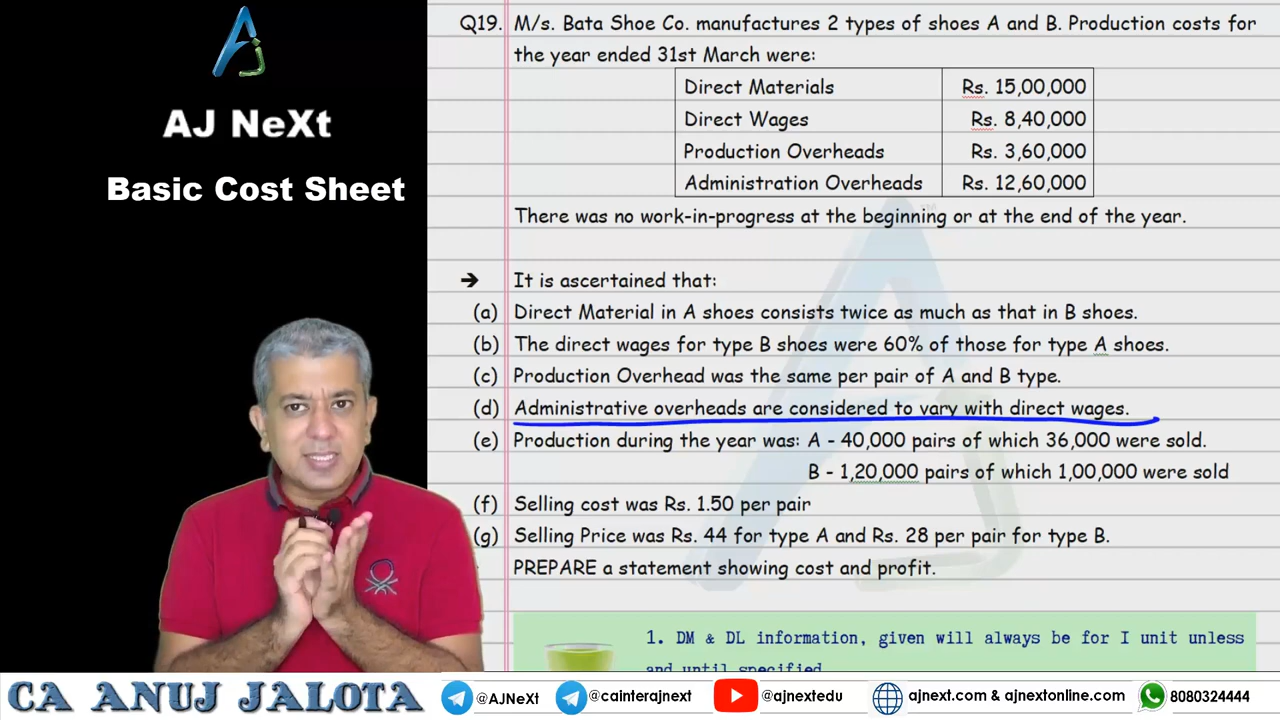 AJ NeXt
Basic Cost Sheet
Q19. M/s. Bata Shoe Co. manufactures 2 types of shoes A and B. Production costs for
the year ended 31st March were:
Direct Materials Rs. 15,00,000
Direct Wages Rs. 8,40,000
Production Overheads Rs. 3,60,000
Administration Overheads Rs. 12,60,000
There was no work-in-progress at the beginning or at the end of the year.
➔ It is ascertained that:
(a) Direct Material in A shoes consists twice as much as that in B shoes.
(b) The direct wages for type B shoes were 60% of those for type A shoes.
(c) Production Overhead was the same per pair of A and B type.
(d) Administrative overheads are considered to vary with direct wages.
(e) Production during the year was: A - 40,000 pairs of which 36,000 were sold.
B - 1,20,000 pairs of which 1,00,000 were sold
(f) Selling cost was Rs. 1.50 per pair
(g) Selling Price was Rs. 44 for type A and Rs. 28 per pair for type B.
PREPARE a statement showing cost and profit.
1. DM & DL information, given will always be for 1 unit unless
and until specified
CA ANUJ JALOTA @AJNeXt @cainterajnext @ajnextedu ajnext.com & ajnextonline.com 8080324444